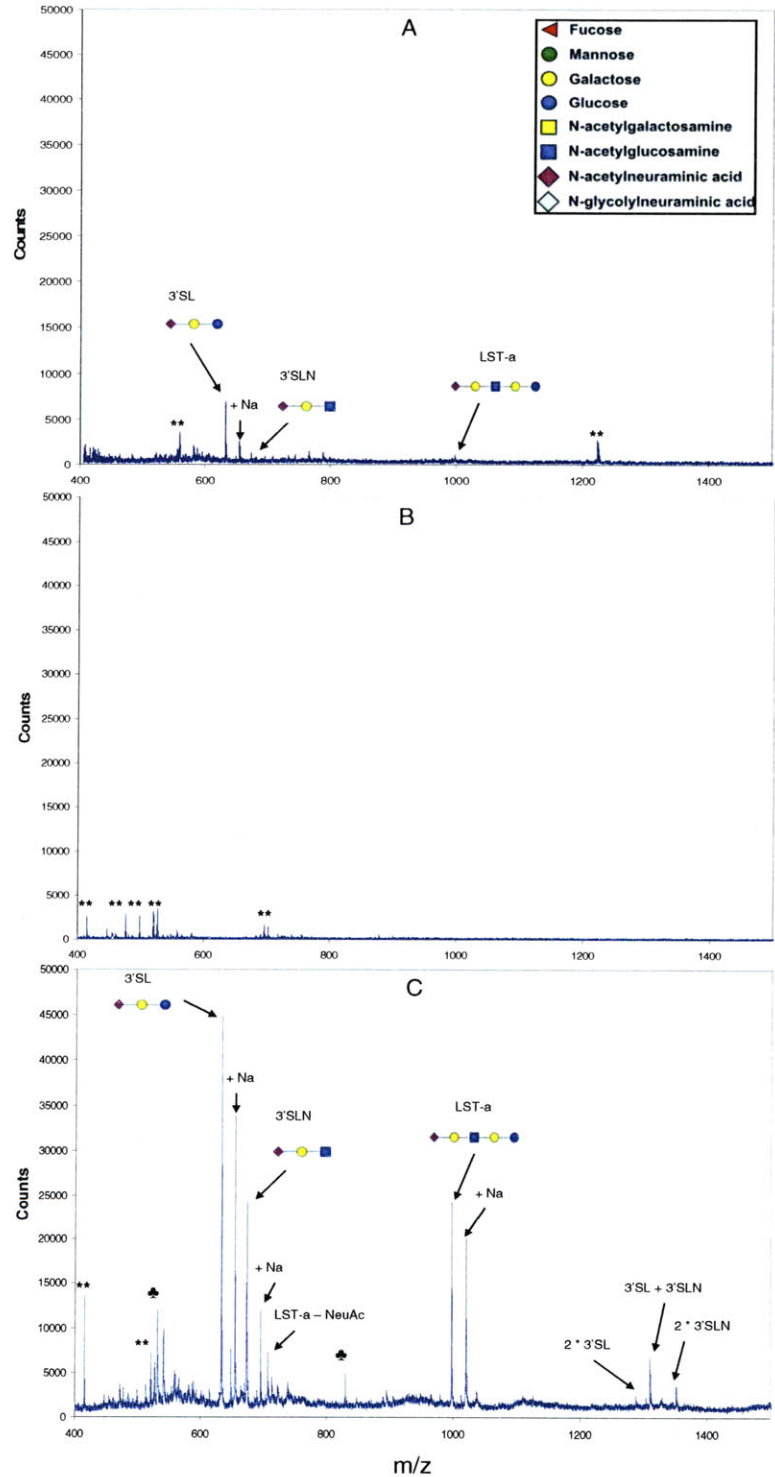 A
50000
45000
40000
35000
30000
25000
20000
15000
10000
5000
0
Counts
Fucose
Mannose
Galactose
Glucose
N-acetylgalactosamine
N-acetylglucosamine
N-acetylneuraminic acid
N-glycolylneuraminic acid
3'SL
+ Na
3'SLN
LST-a
**
**
400 600 800 1000 1200 1400
B
50000
45000
40000
35000
30000
25000
20000
15000
10000
5000
0
Counts
** ** ** ** **
400 600 800 1000 1200 1400
C
50000
45000
40000
35000
30000
25000
20000
15000
10000
5000
0
Counts
3'SL
+ Na
3'SLN
LST-a
+ Na
+ Na
LST-a – NeuAc
**
♣
**
♣
3'SL + 3'SLN
2 * 3'SL
2 * 3'SLN
400 600 800 1000 1200 1400
m/z